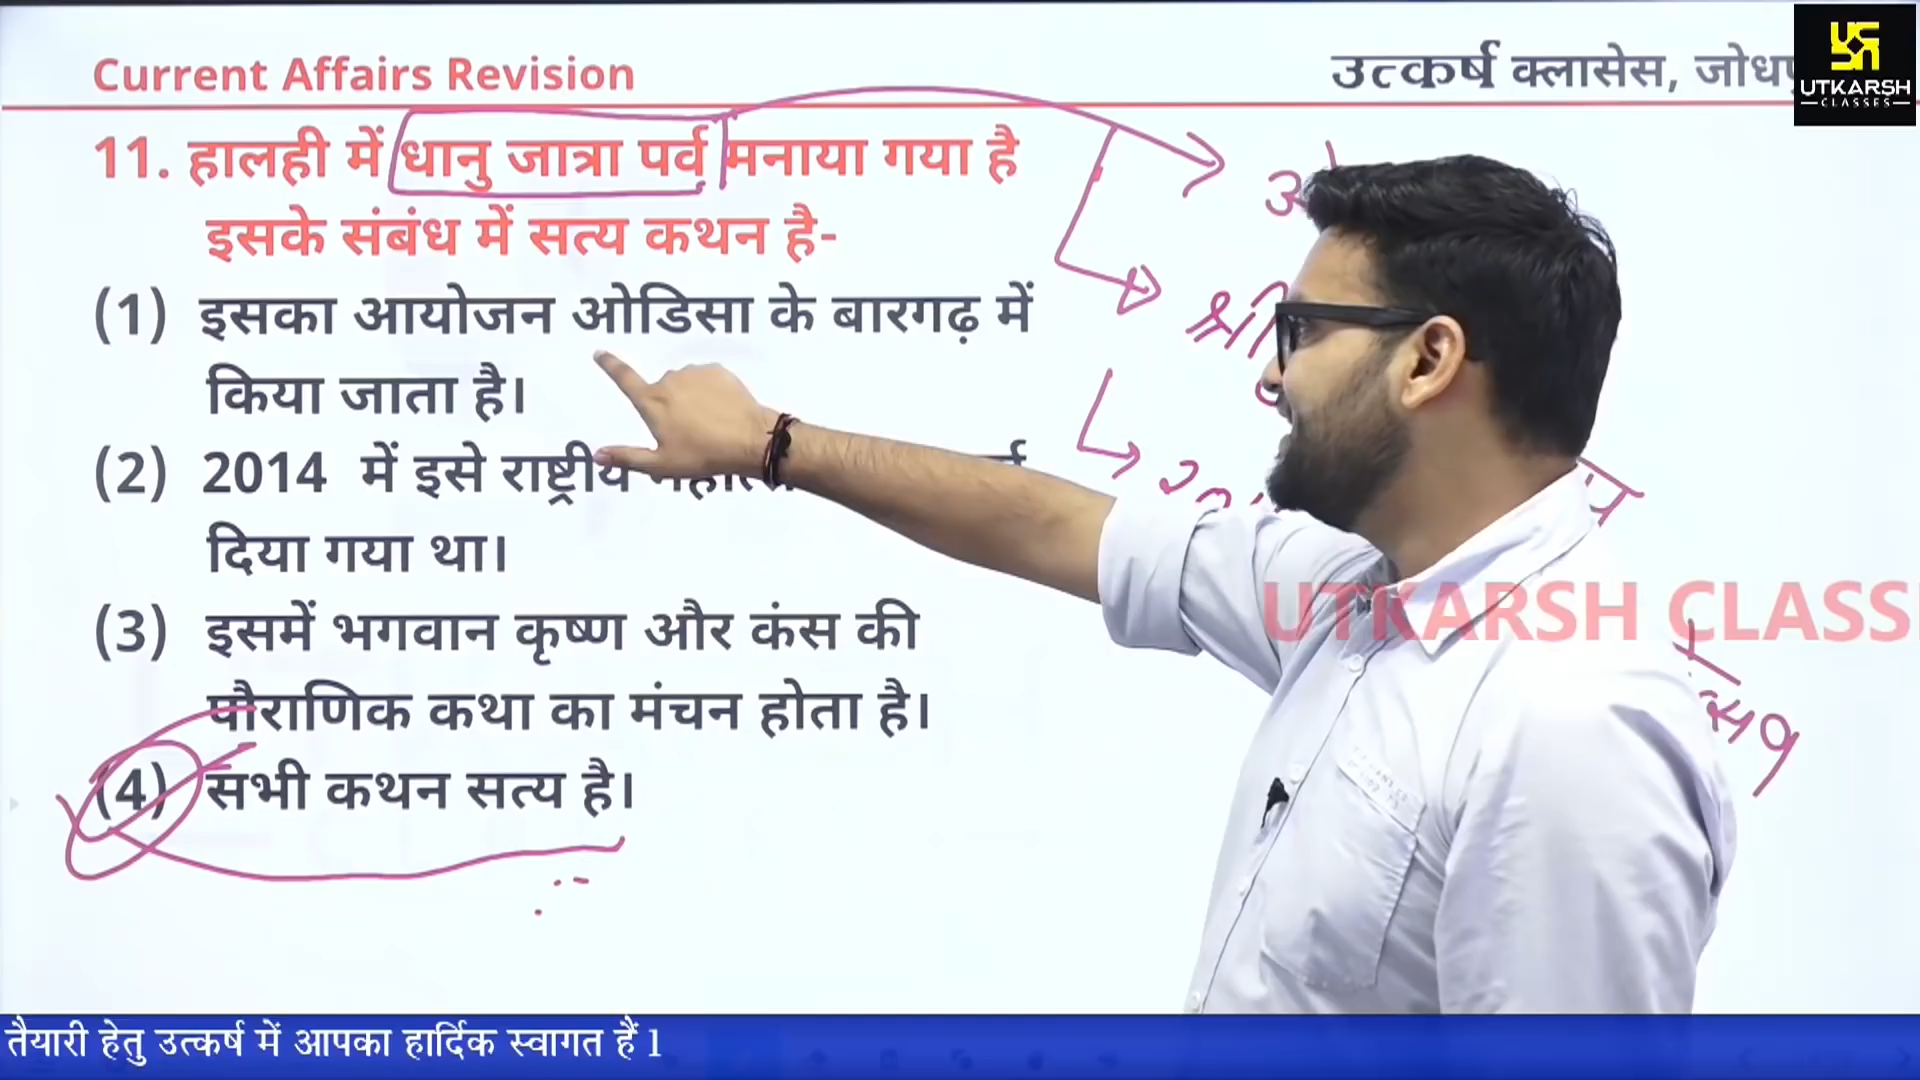 Current Affairs Revision
उत्कर्ष क्लासेस,
UTKARSH
CLASSES
11. हालही में धानु जात्रा पर्व मनाया गया है
इसके संबंध में सत्य कथन है-
(1) इसका आयोजन ओडिसा के बारगढ़ में
किया जाता है।
(2) 2014 में इसे राष्ट्रीय
दिया गया था।
(3) इसमें भगवान कृष्ण और कंस की
पौराणिक कथा का मंचन होता है।
(4) सभी कथन सत्य है।
श्री
UTKARSH CLASS
तैयारी हेतु उत्कर्ष में आपका हार्दिक स्वागत हैं 1